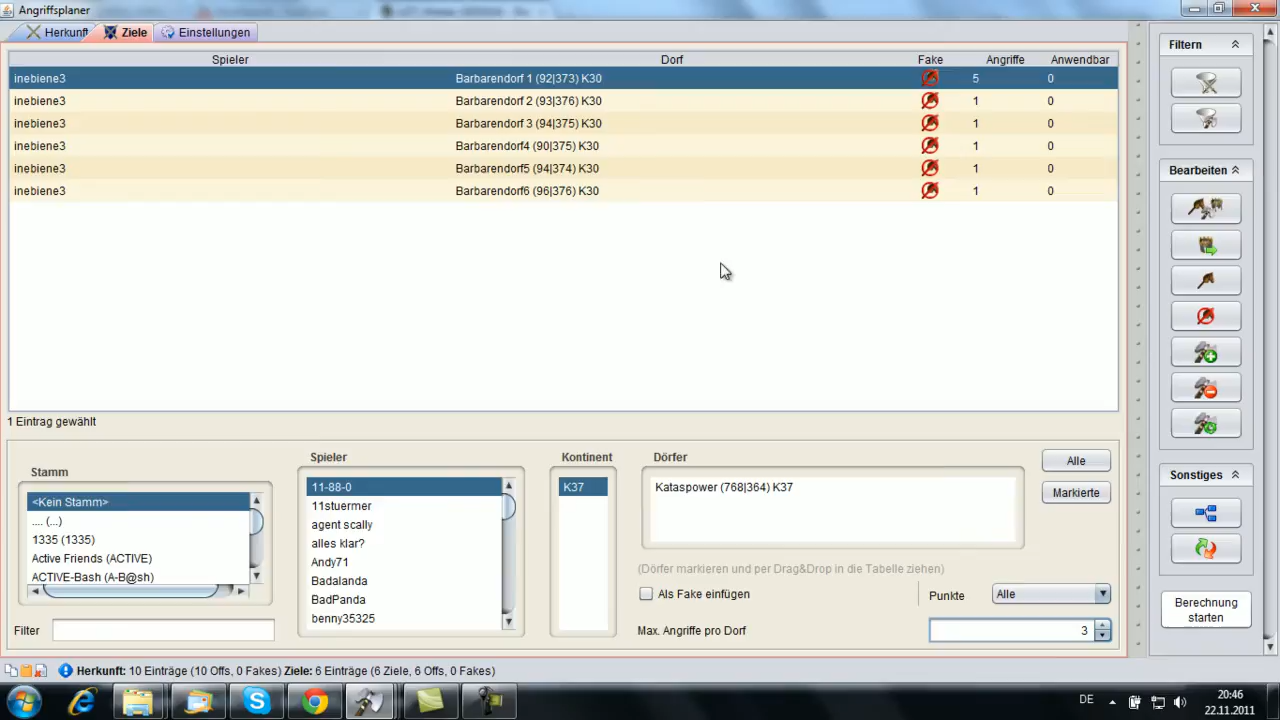 Angriffsplaner
Herkunft
Ziele
Einstellungen
Spieler Dorf Fake Angriffe Anwendbar
inebiene3 Barbarendorf 1 (92|373) K30 5 0
inebiene3 Barbarendorf 2 (93|376) K30 1 0
inebiene3 Barbarendorf 3 (94|375) K30 1 0
inebiene3 Barbarendorf4 (90|375) K30 1 0
inebiene3 Barbarendorf5 (94|374) K30 1 0
inebiene3 Barbarendorf6 (96|376) K30 1 0
1 Eintrag gewählt
Stamm
<Kein Stamm>
.... (...)
1335 (1335)
Active Friends (ACTIVE)
ACTIVE-Bash (A-B@sh)
Filter
Spieler
11-88-0
11stuermer
agent scally
alles klar?
Andy71
Badalanda
BadPanda
benny35325
Kontinent
K37
Dörfer
Kataspower (768|364) K37
Alle
Markierte
(Dörfer markieren und per Drag&Drop in die Tabelle ziehen)
Als Fake einfügen
Punkte
Alle
Max. Angriffe pro Dorf
3
Filtern
Bearbeiten
Sonstiges
Berechnung
starten
Herkunft: 10 Einträge (10 Offs, 0 Fakes) Ziele: 6 Einträge (6 Ziele, 6 Offs, 0 Fakes)
DE
20:46
22.11.2011